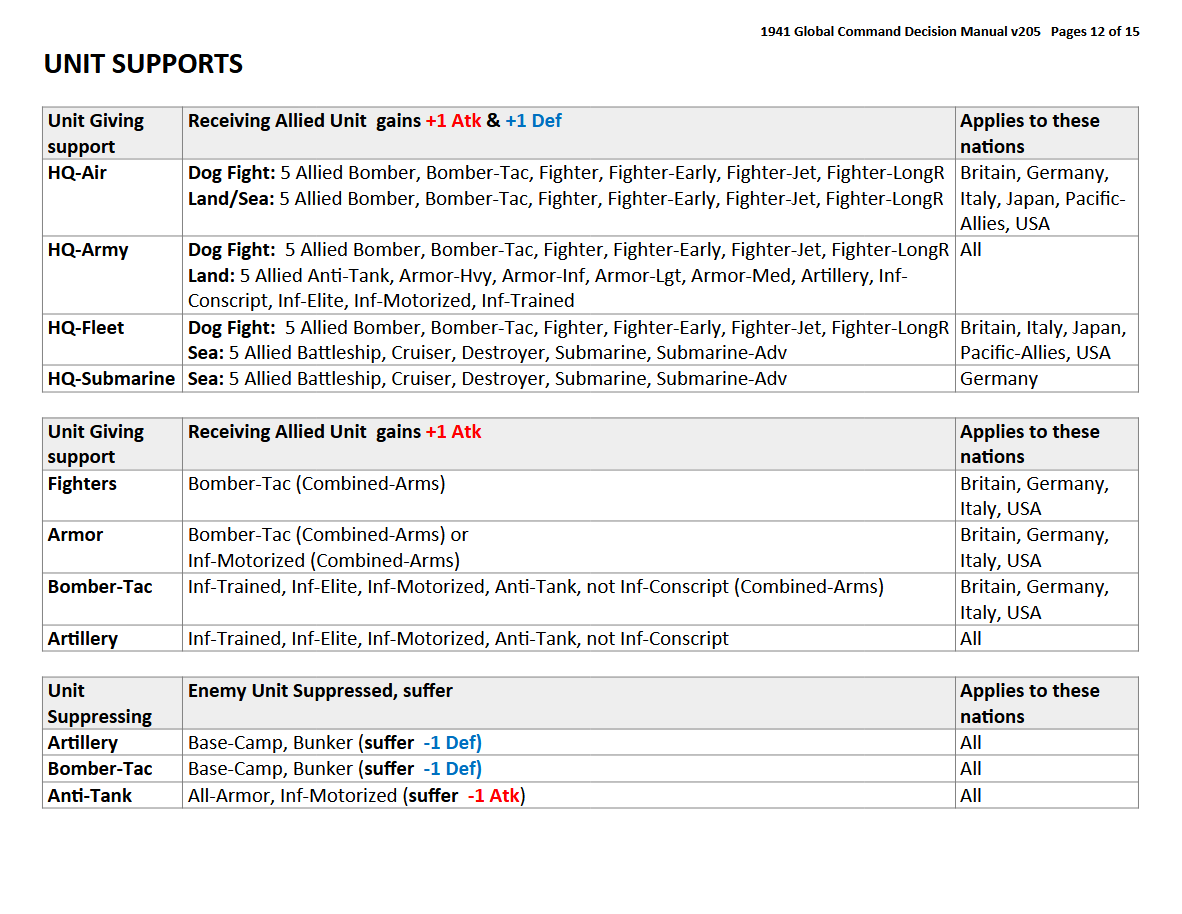 1941 Global Command Decision Manual v205   Pages 12 of 15
UNIT SUPPORTS
Unit Giving support | Receiving Allied Unit  gains +1 Atk & +1 Def | Applies to these nations
HQ-Air | Dog Fight: 5 Allied Bomber, Bomber-Tac, Fighter, Fighter-Early, Fighter-Jet, Fighter-LongR
Land/Sea: 5 Allied Bomber, Bomber-Tac, Fighter, Fighter-Early, Fighter-Jet, Fighter-LongR | Britain, Germany, Italy, Japan, Pacific-Allies, USA
HQ-Army | Dog Fight:  5 Allied Bomber, Bomber-Tac, Fighter, Fighter-Early, Fighter-Jet, Fighter-LongR | All
Land: 5 Allied Anti-Tank, Armor-Hvy, Armor-Inf, Armor-Lgt, Armor-Med, Artillery, Inf-
Conscript, Inf-Elite, Inf-Motorized, Inf-Trained
HQ-Fleet | Dog Fight:  5 Allied Bomber, Bomber-Tac, Fighter, Fighter-Early, Fighter-Jet, Fighter-LongR | Britain, Italy, Japan,
Sea: 5 Allied Battleship, Cruiser, Destroyer, Submarine, Submarine-Adv | Pacific-Allies, USA
HQ-Submarine | Sea: 5 Allied Battleship, Cruiser, Destroyer, Submarine, Submarine-Adv | Germany
Unit Giving support | Receiving Allied Unit  gains +1 Atk | Applies to these nations
Fighters | Bomber-Tac (Combined-Arms) | Britain, Germany, Italy, USA
Armor | Bomber-Tac (Combined-Arms) or
Inf-Motorized (Combined-Arms) | Britain, Germany, Italy, USA
Bomber-Tac | Inf-Trained, Inf-Elite, Inf-Motorized, Anti-Tank, not Inf-Conscript (Combined-Arms) | Britain, Germany, Italy, USA
Artillery | Inf-Trained, Inf-Elite, Inf-Motorized, Anti-Tank, not Inf-Conscript | All
Unit Suppressing | Enemy Unit Suppressed, suffer | Applies to these nations
Artillery | Base-Camp, Bunker (suffer  -1 Def) | All
Bomber-Tac | Base-Camp, Bunker (suffer  -1 Def) | All
Anti-Tank | All-Armor, Inf-Motorized (suffer  -1 Atk) | All